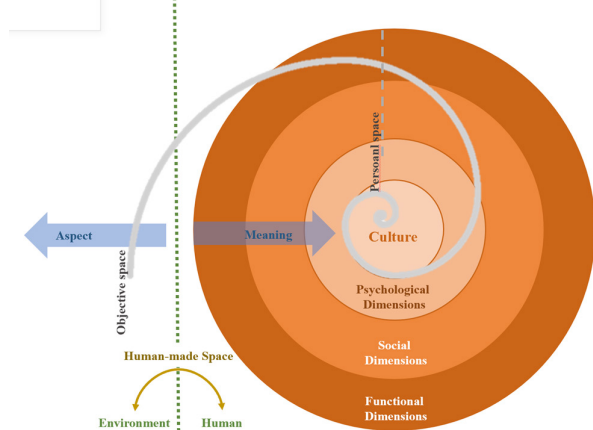 Persoanl space
Aspect
Meaning
Culture
Objective space
Psychological
Dimensions
Social
Dimensions
Human-made Space
Functional
Dimensions
Environment
Human